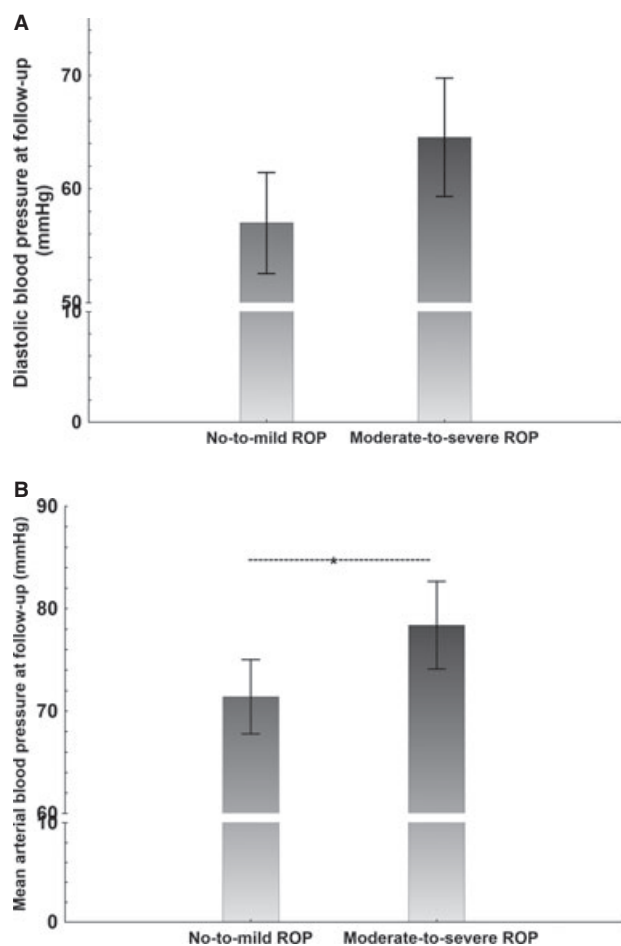 A
Diastolic blood pressure at follow-up
(mmHg)
70
60
50
10
0
No-to-mild ROP Moderate-to-severe ROP
B
Mean arterial blood pressure at follow-up (mmHg)
90
80
70
60
10
0
*
No-to-mild ROP Moderate-to-severe ROP